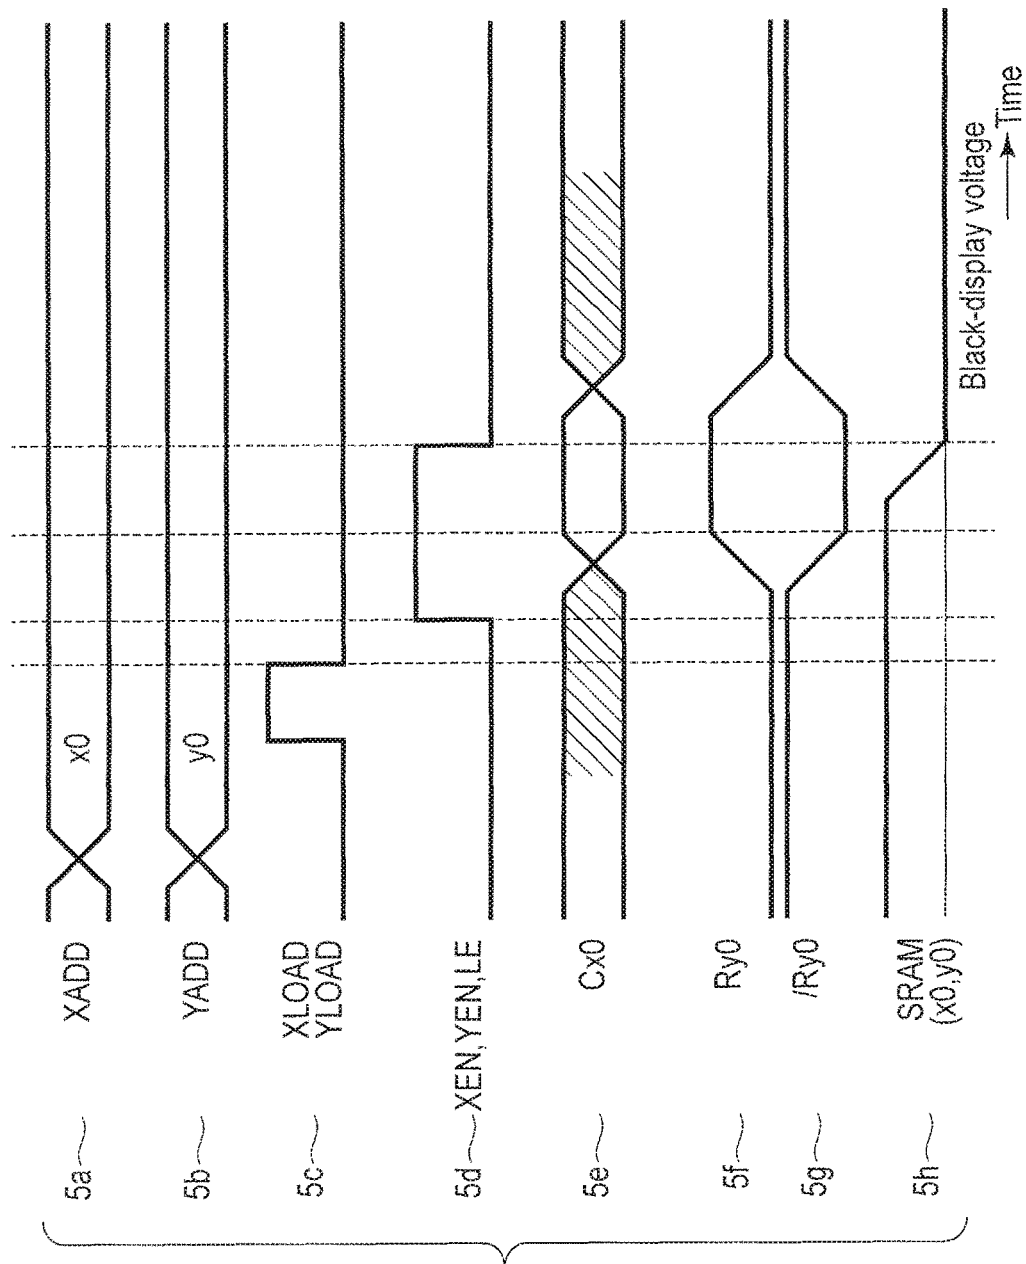 5a
XADD
x0
5b
YADD
y0
5c
XLOAD
YLOAD
5d
XEN,YEN,LE
5e
Cx0
5f
Ry0
5g
/Ry0
5h
SRAM
(x0,y0)
Black-display voltage
Time